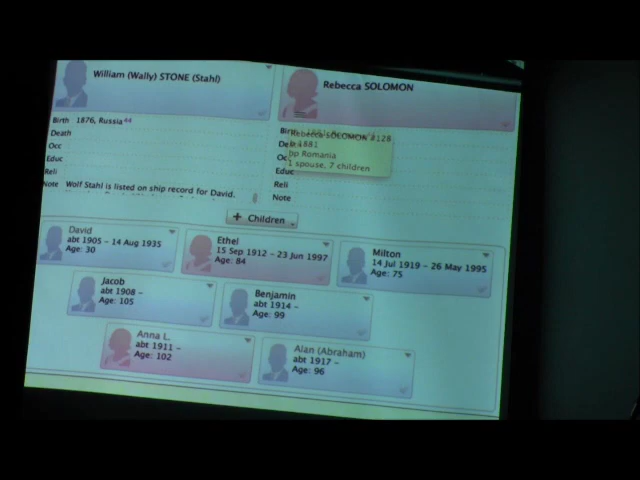 William (Wally) STONE (Stahl)
Rebecca SOLOMON
Birth 1876, Russia
Death
Occ
Educ
Reli
Note Wolf Stahl is listed on ship record for David.
Rebecca SOLOMON #128
1881
Romania
1 spouse, 7 children
Educ
Reli
Note
+ Children
David
abt 1905 – 14 Aug 1935
Age: 30
Ethel
15 Sep 1912 – 23 Jun 1997
Age: 84
Milton
14 Jul 1919 – 26 May 1995
Age: 75
Jacob
abt 1908 –
Age: 105
Benjamin
abt 1914 –
Age: 99
Anna L.
abt 1911 –
Age: 102
Alan (Abraham)
abt 1917 –
Age: 96